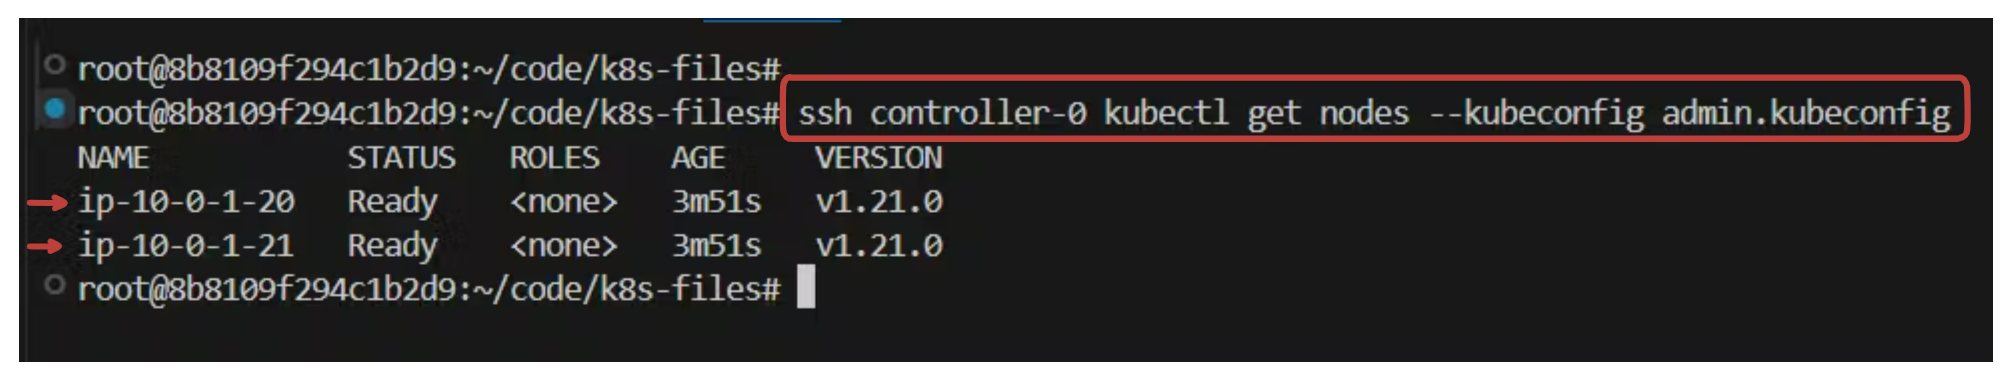 root@8b8109f294c1b2d9:~/code/k8s-files#
root@8b8109f294c1b2d9:~/code/k8s-files# ssh controller-0 kubectl get nodes --kubeconfig admin.kubeconfig
NAME STATUS ROLES AGE VERSION
ip-10-0-1-20 Ready <none> 3m51s v1.21.0
ip-10-0-1-21 Ready <none> 3m51s v1.21.0
root@8b8109f294c1b2d9:~/code/k8s-files#